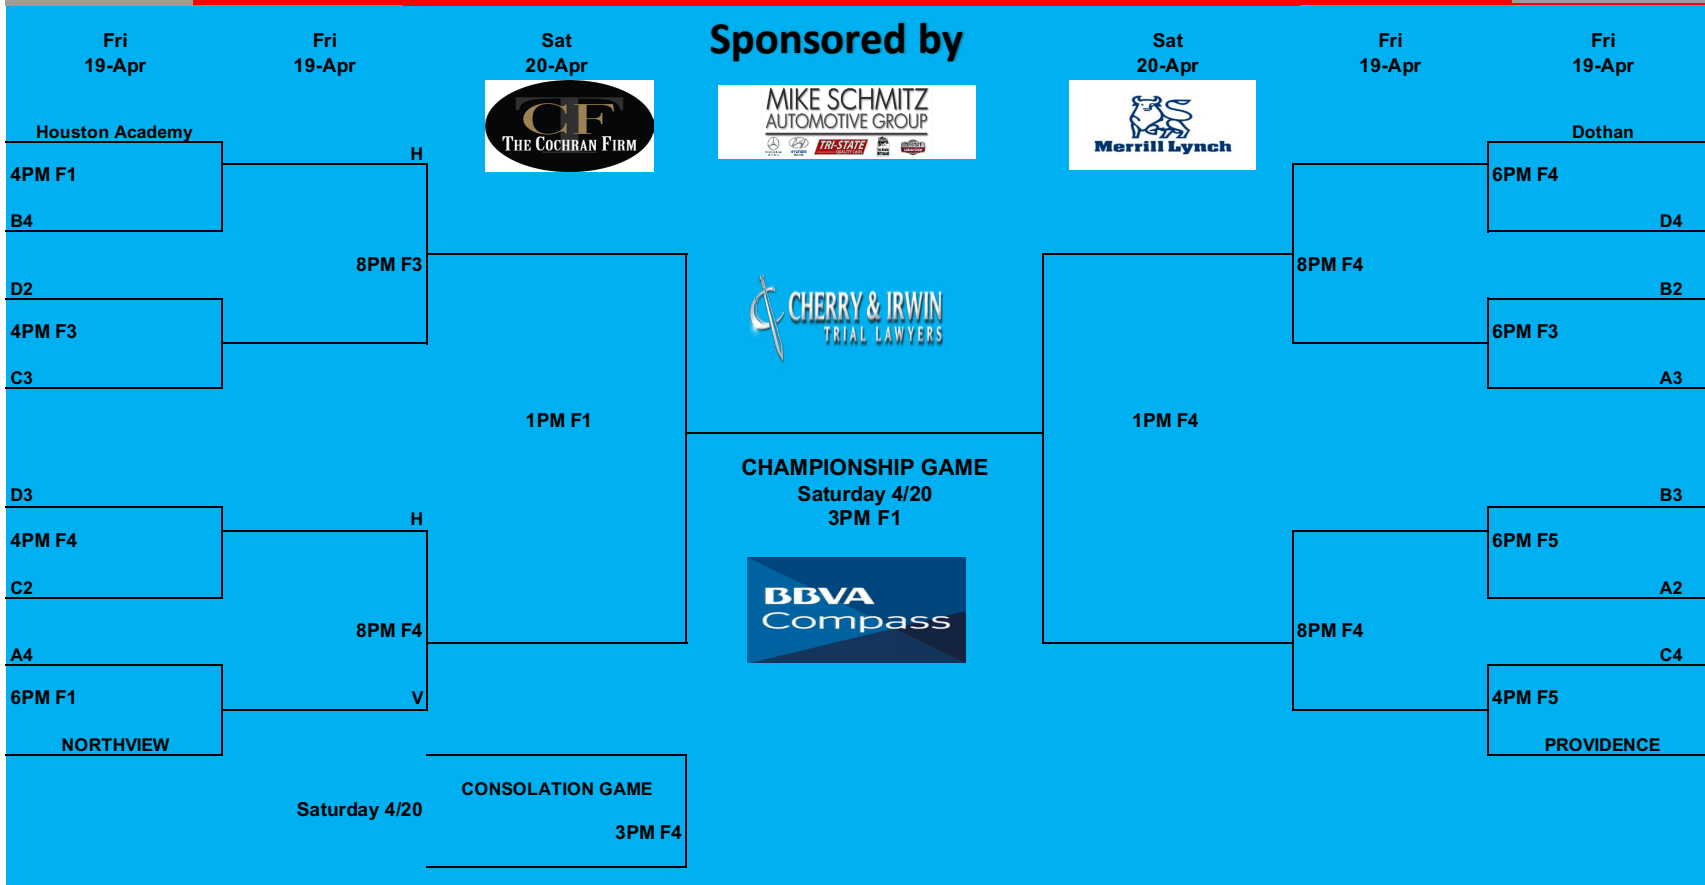 Sponsored by
Fri
19-Apr
Fri
19-Apr
Sat
20-Apr
Sat
20-Apr
Fri
19-Apr
Fri
19-Apr
CF
THE COCHRAN FIRM
MIKE SCHMITZ
AUTOMOTIVE GROUP
TRI-STATE
Merrill Lynch
Houston Academy
4PM F1
B4
D2
4PM F3
C3
D3
4PM F4
C2
A4
6PM F1
NORTHVIEW
H
8PM F3
H
8PM F4
V
1PM F1
CHERRY & IRWIN
TRIAL LAWYERS
CHAMPIONSHIP GAME
Saturday 4/20
3PM F1
BBVA
Compass
1PM F4
8PM F4
8PM F4
Dothan
6PM F4
D4
B2
6PM F3
A3
B3
6PM F5
A2
C4
4PM F5
PROVIDENCE
CONSOLATION GAME
Saturday 4/20
3PM F4